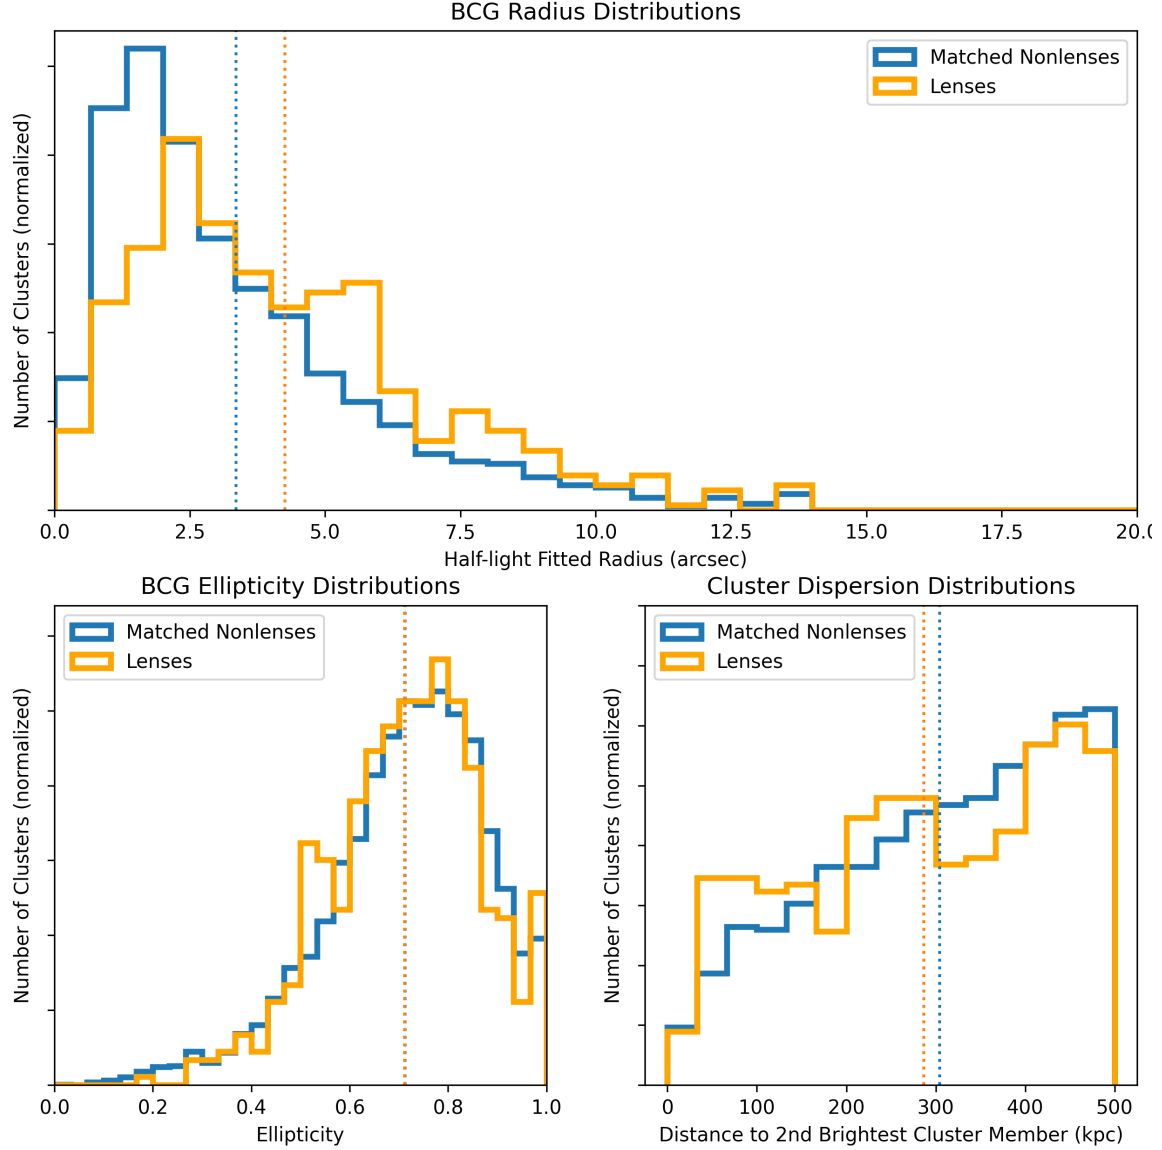 BCG Radius Distributions
Number of Clusters (normalized)
Matched Nonlenses
Lenses
0.0 2.5 5.0 7.5 10.0 12.5 15.0 17.5 20.0
Half-light Fitted Radius (arcsec)
BCG Ellipticity Distributions
Number of Clusters (normalized)
Matched Nonlenses
Lenses
0.0 0.2 0.4 0.6 0.8 1.0
Ellipticity
Cluster Dispersion Distributions
Number of Clusters (normalized)
Matched Nonlenses
Lenses
0 100 200 300 400 500
Distance to 2nd Brightest Cluster Member (kpc)